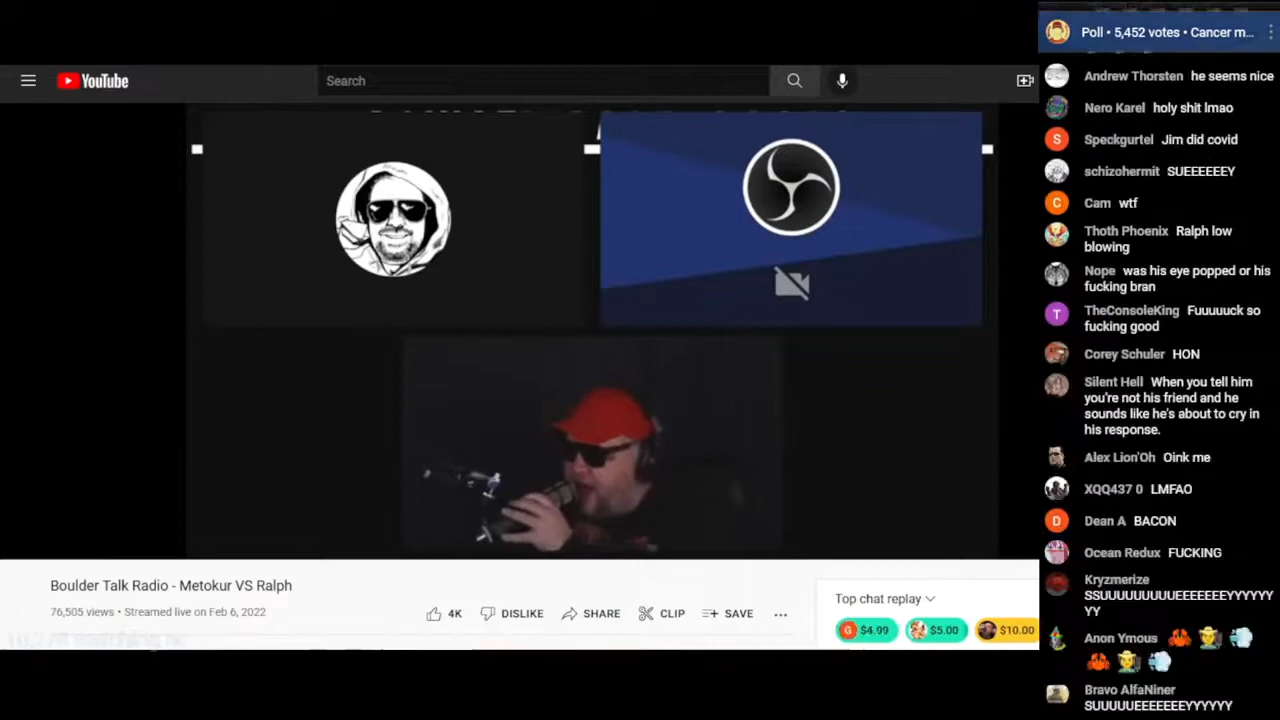 YouTube
Search
Boulder Talk Radio - Metokur VS Ralph
76,505 views • Streamed live on Feb 6, 2022
4K
DISLIKE
SHARE
CLIP
SAVE
Top chat replay
G
$4.99
$5.00
$10.00
Poll • 5,452 votes • Cancer m...
Andrew Thorsten he seems nice
Nero Karel holy shit lmao
S
Speckgurtel Jim did covid
schizohermit SUEEEEEY
C
Cam wtf
Thoth Phoenix Ralph low
blowing
Nope was his eye popped or his
fucking bran
T
TheConsoleKing Fuuuuck so
fucking good
Corey Schuler HON
Silent Hell When you tell him
you're not his friend and he
sounds like he's about to cry in
his response.
Alex Lion'Oh Oink me
XQQ437 0 LMFAO
D
Dean A BACON
Ocean Redux FUCKING
Kryzmerize
SSUUUUUUUUUEEEEEEEYYYYYY
YY
Anon Ymous 🦀 👨‍🌾 💨
🦀 👨‍🌾 💨
Bravo AlfaNiner
SUUUUUEEEEEEEYYYYYY